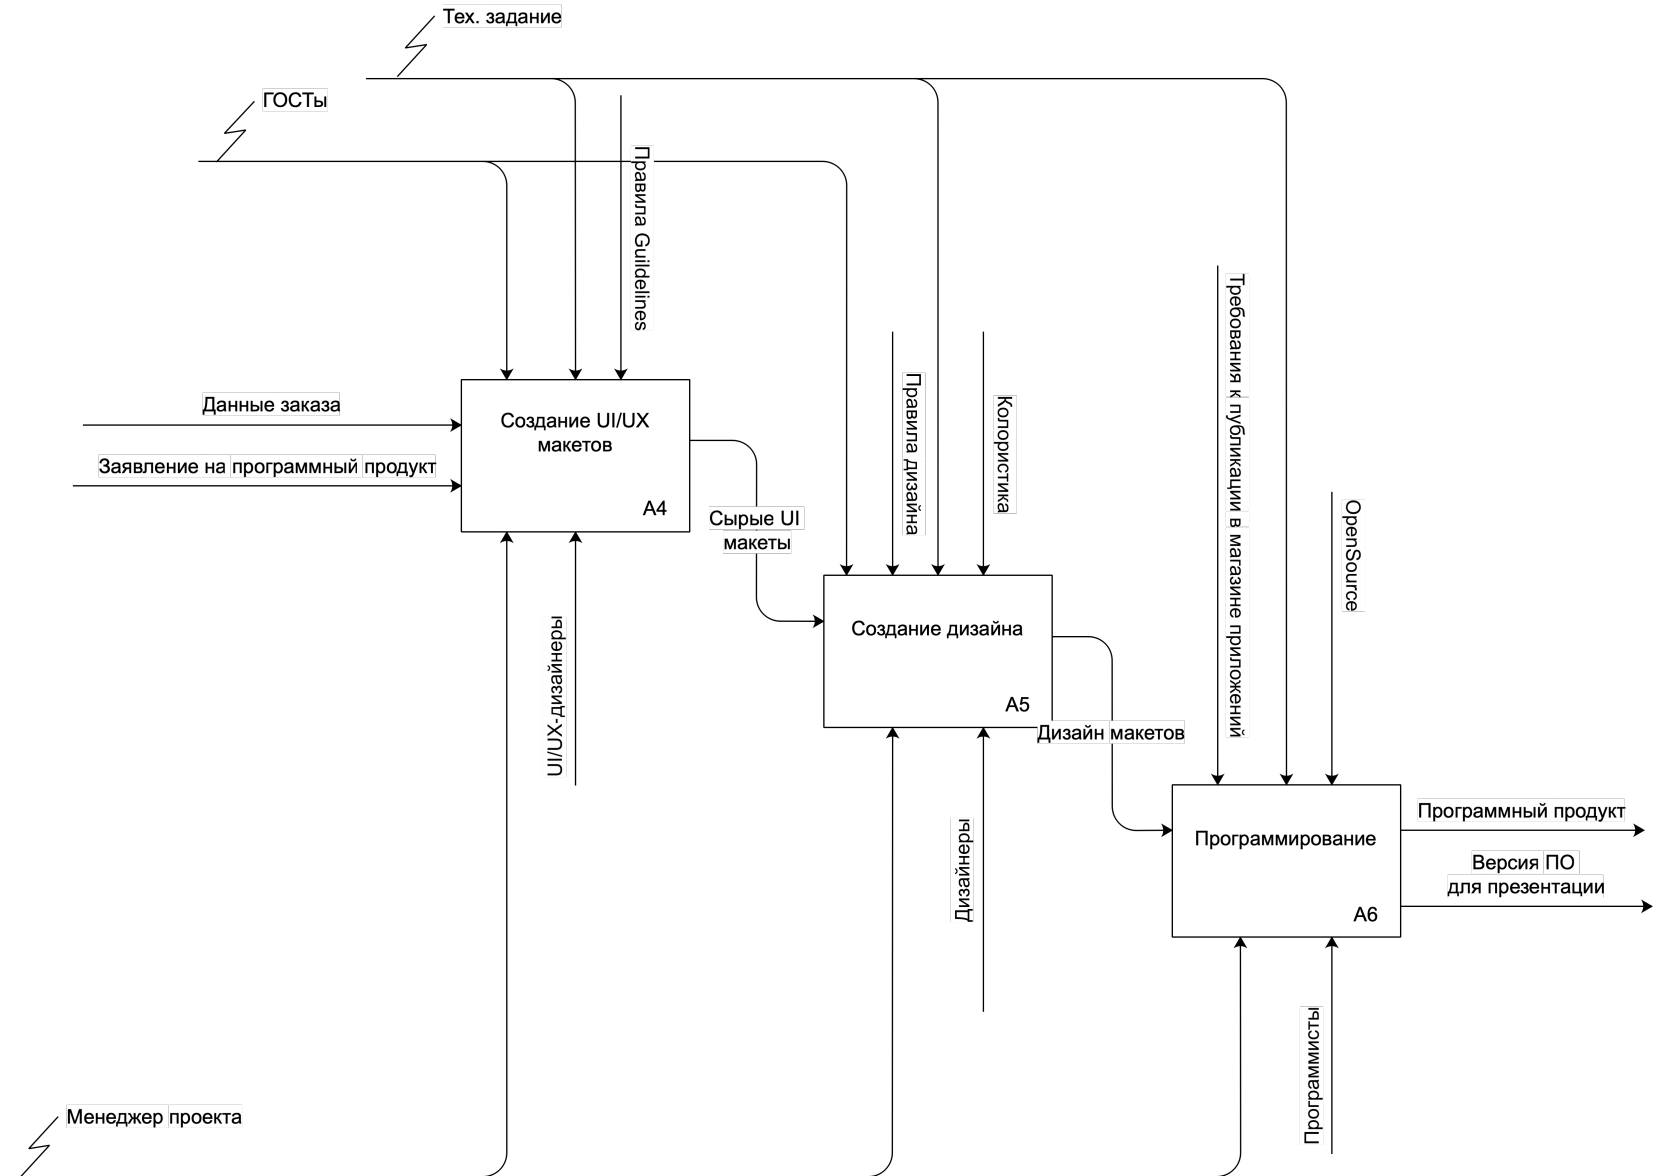 Тех. задание
ГОСТы
Правила Guildelines
Данные заказа
Заявление на программный продукт
Создание UI/UX
макетов
A4
Сырые UI
макеты
UI/UX-дизайнеры
Правила дизайна
Колористика
Создание дизайна
A5
Дизайн макетов
Дизайнеры
Требования к публикации в магазине приложений
OpenSource
Программирование
A6
Программный продукт
Версия ПО
для презентации
Программисты
Менеджер проекта